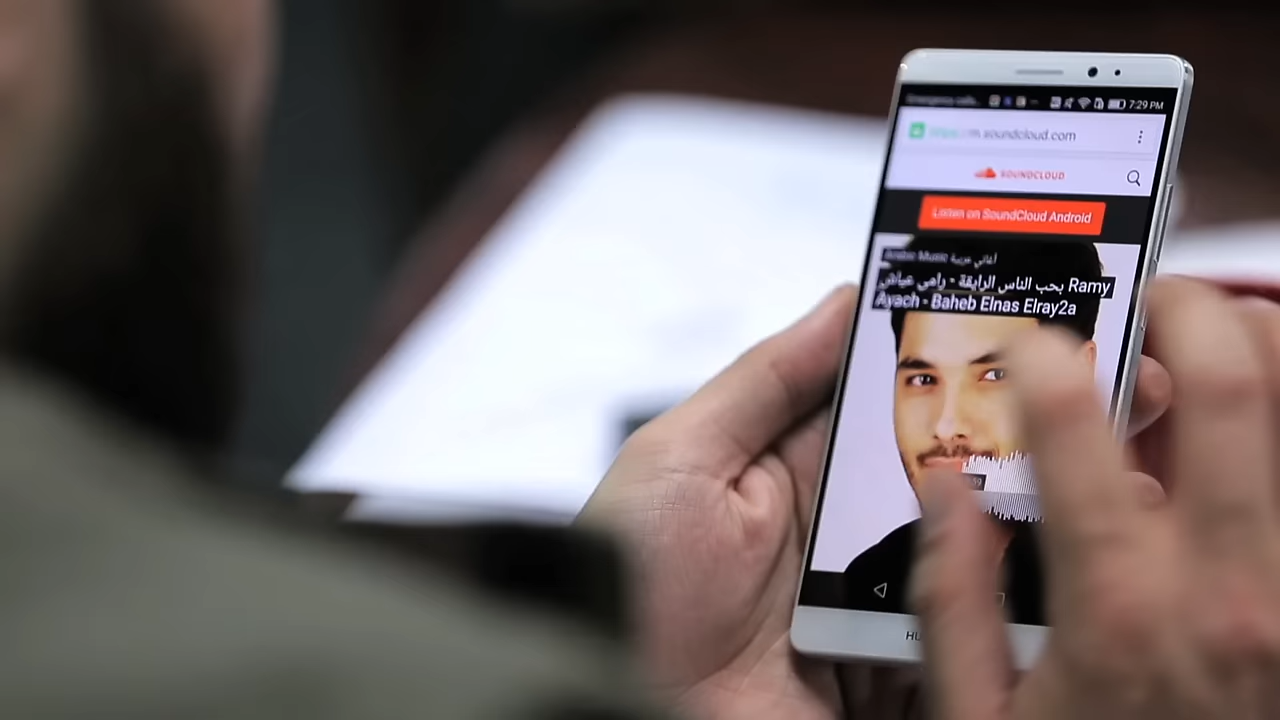 7:29 PM
m.soundcloud.com
SOUNDCLOUD
Listen on SoundCloud Android
Arabic Music أغاني عربية
بحب الناس الرايقة - رامي عياش Ramy
Ayach - Baheb Elnas Elray2a
HU